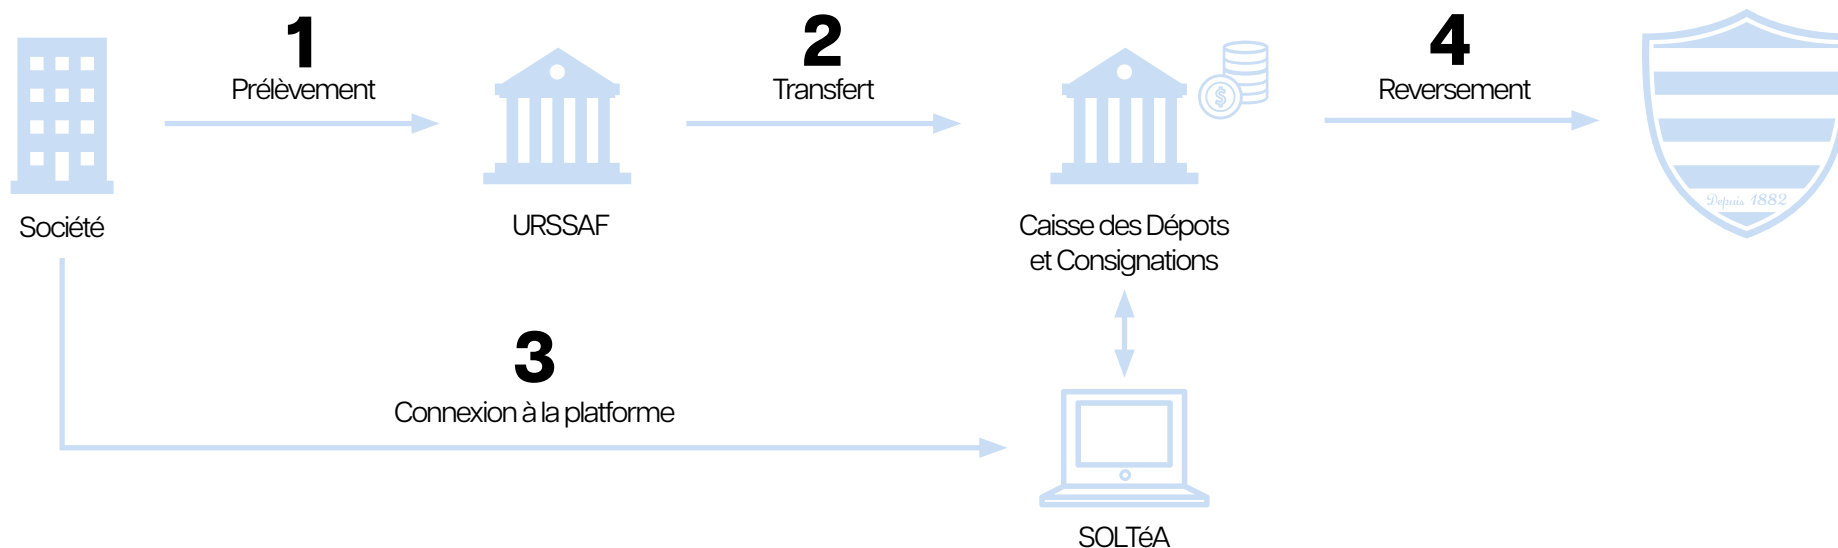 1
Prélèvement
2
Transfert
4
Reversement
Société
URSSAF
Caisse des Dépots
et Consignations
Depuis 1882
3
Connexion à la platforme
SOLTéA